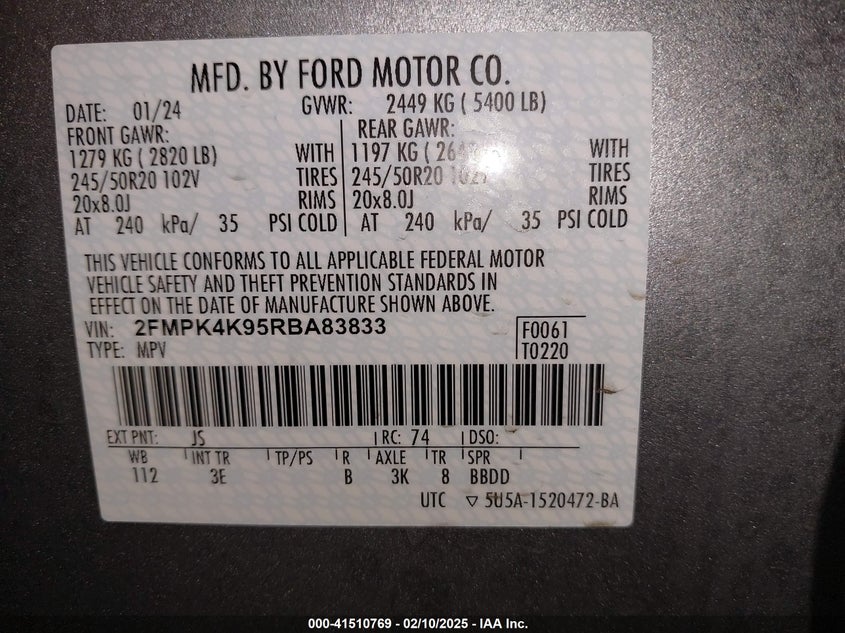 MFD. BY FORD MOTOR CO.
DATE: 01/24 GVWR: 2449 KG ( 5400 LB)
FRONT GAWR: REAR GAWR:
1279 KG ( 2820 LB) WITH 1197 KG ( WITH
245/50R20 102V TIRES 245/50R20 TIRES
20x8.0J RIMS 20x8.0J RIMS
AT 240 kPa/ 35 PSI COLD AT 240 kPa/ 35 PSI COLD
THIS VEHICLE CONFORMS TO ALL APPLICABLE FEDERAL MOTOR
VEHICLE SAFETY AND THEFT PREVENTION STANDARDS IN
EFFECT ON THE DATE OF MANUFACTURE SHOWN ABOVE.
VIN: 2FMPK4K95RBA83833 F0061
TYPE: MPV T0220
EXT PNT: JS RC: 74 DSO:
WB INT TR TP/PS R AXLE TR SPR
112 3E B 3K 8 BBDD
UTC ▽ 5U5A-1520472-BA
000-41510769 - 02/10/2025 - IAA Inc.